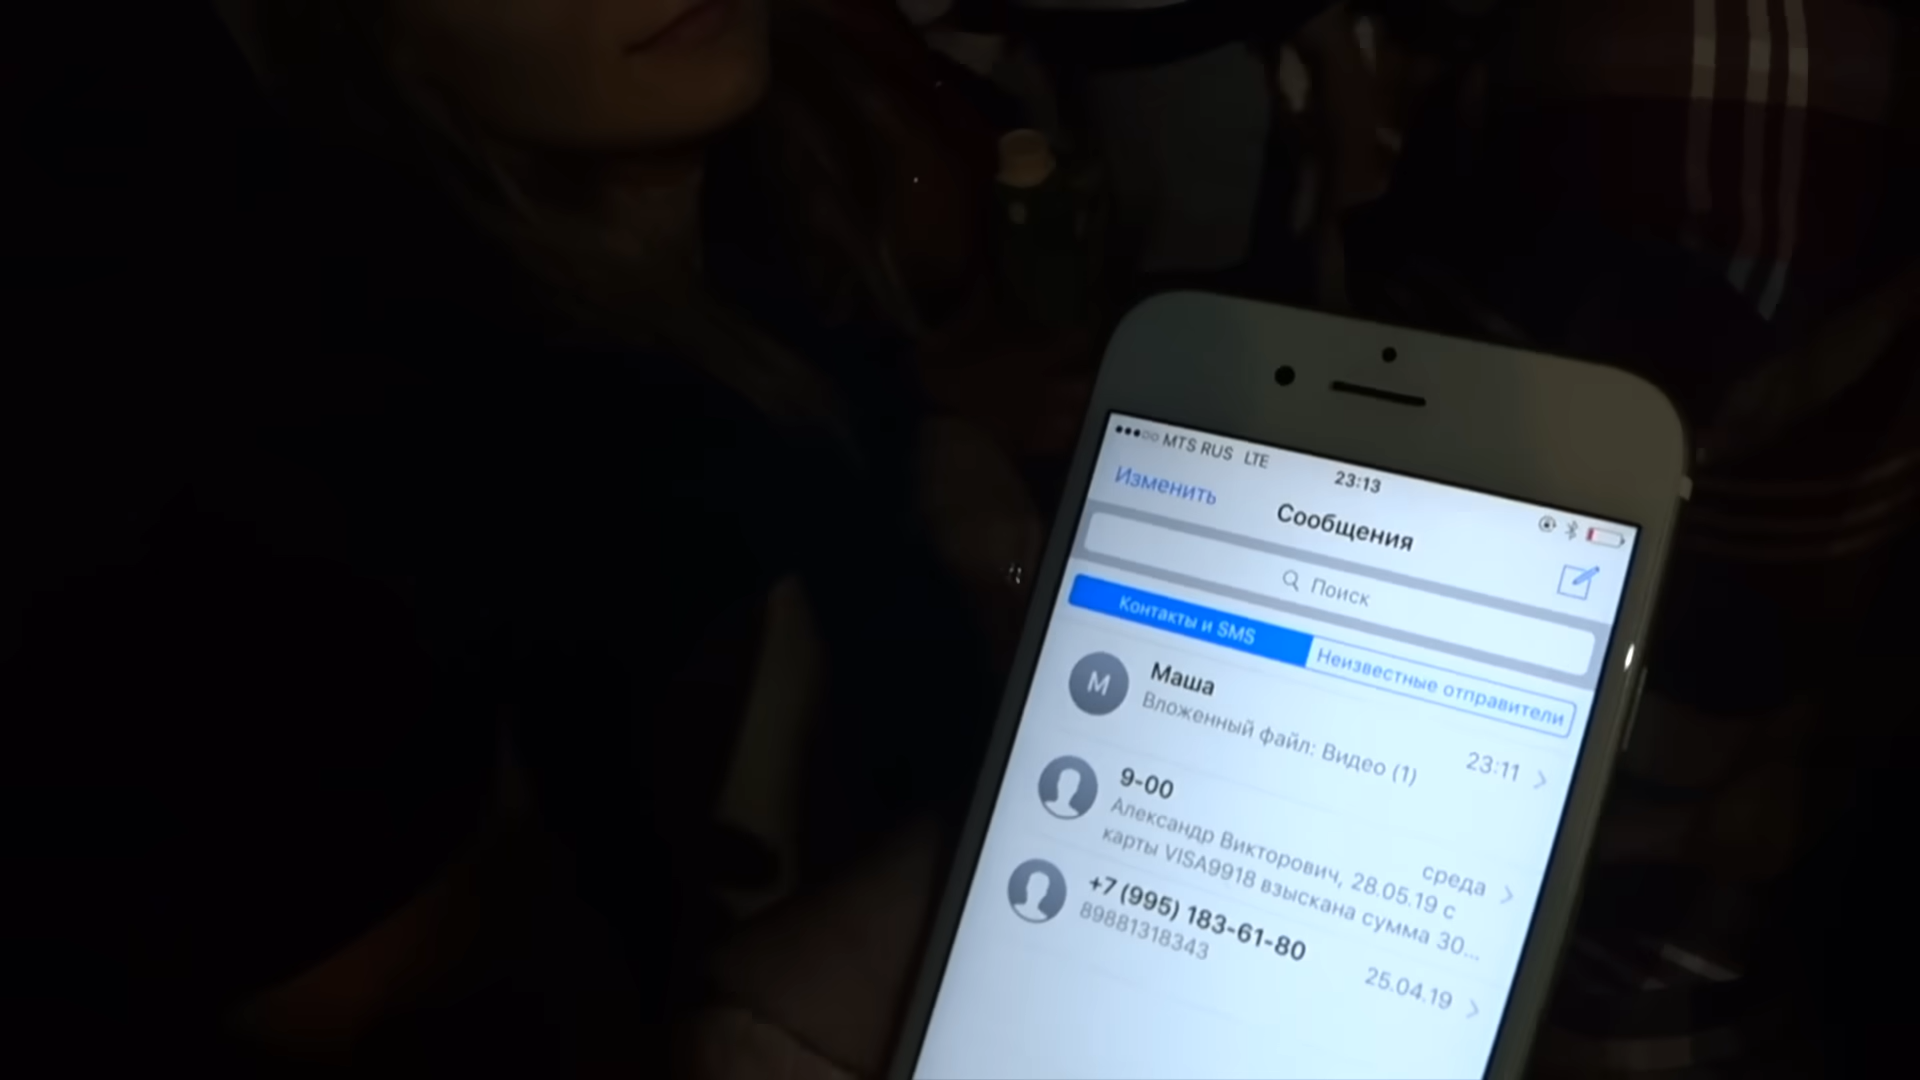 MTS RUS LTE 23:13
Изменить
Сообщения
Поиск
Контакты и SMS
Неизвестные отправители
М
Маша
Вложенный файл: Видео (1)
23:11
9-00
среда
Александр Викторович, 28.05.19 с
карты VISA9918 взыскана сумма 30...
+7 (995) 183-61-80
25.04.19
89881318343